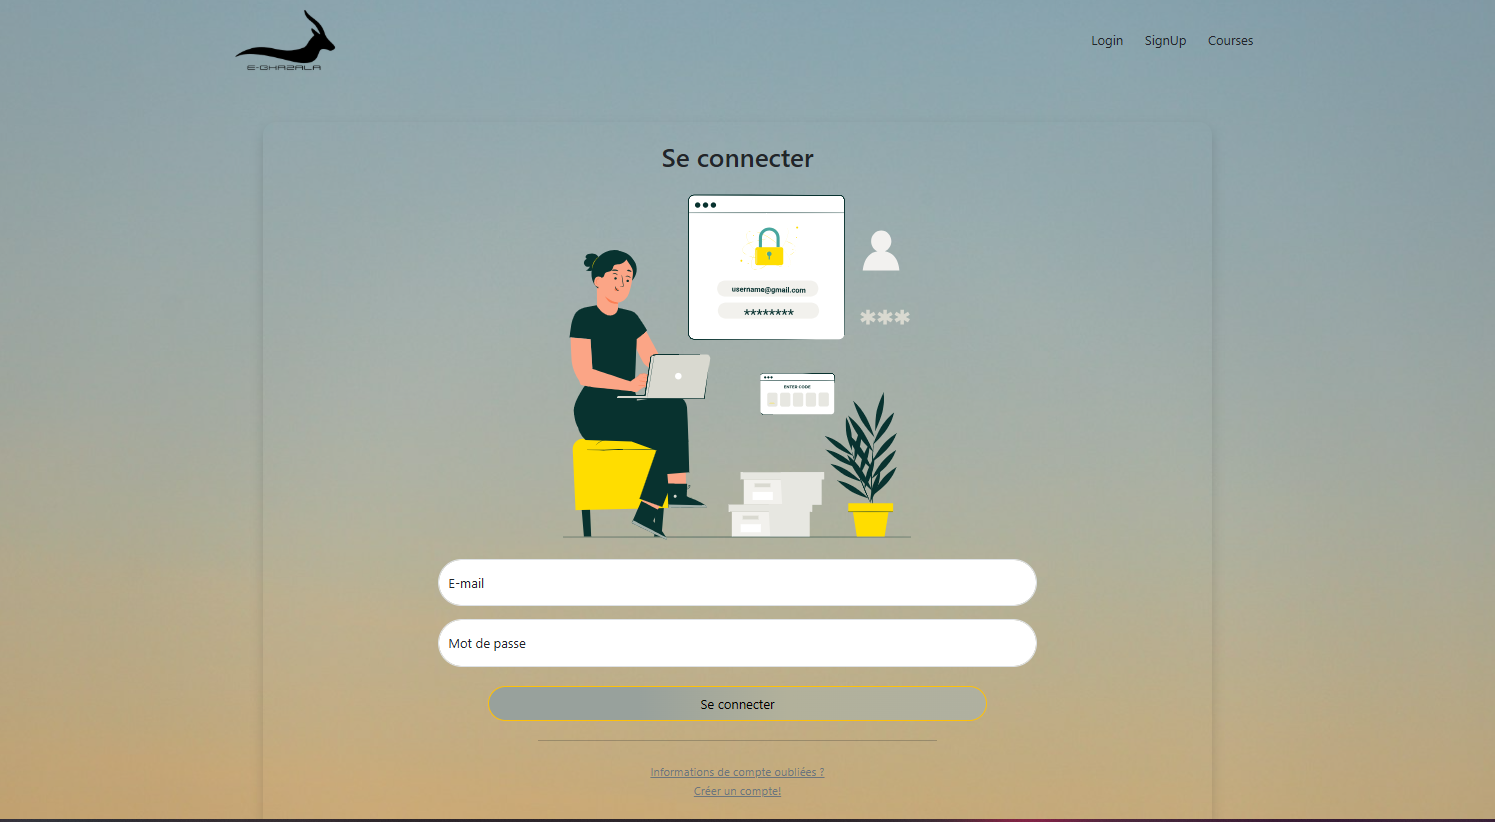 E-GHAZALA
Login SignUp Courses
Se connecter
username@gmail.com
********
***
ENTER CODE
E-mail
Mot de passe
Se connecter
Informations de compte oubliées ?
Créer un compte!